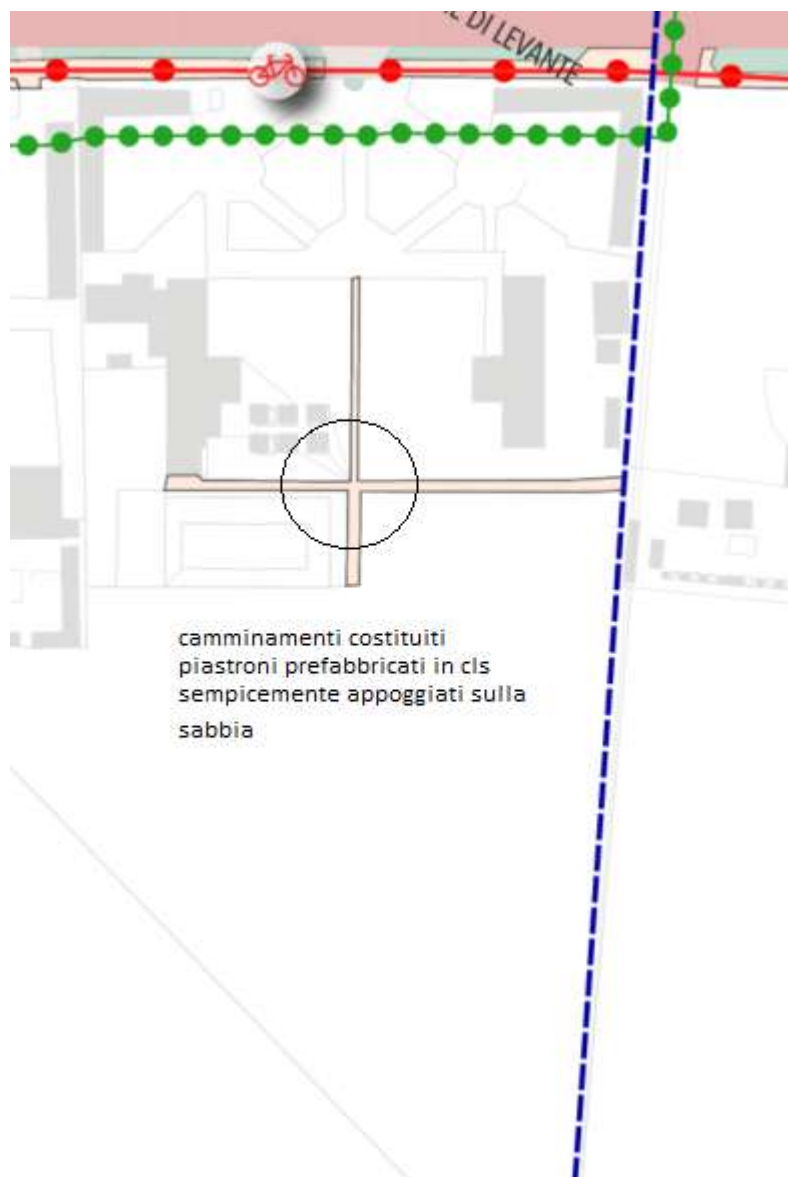 E DI LEVANTE
camminamenti costituiti
piastroni prefabbricati in cls
sempicemente appoggiati sulla
sabbia